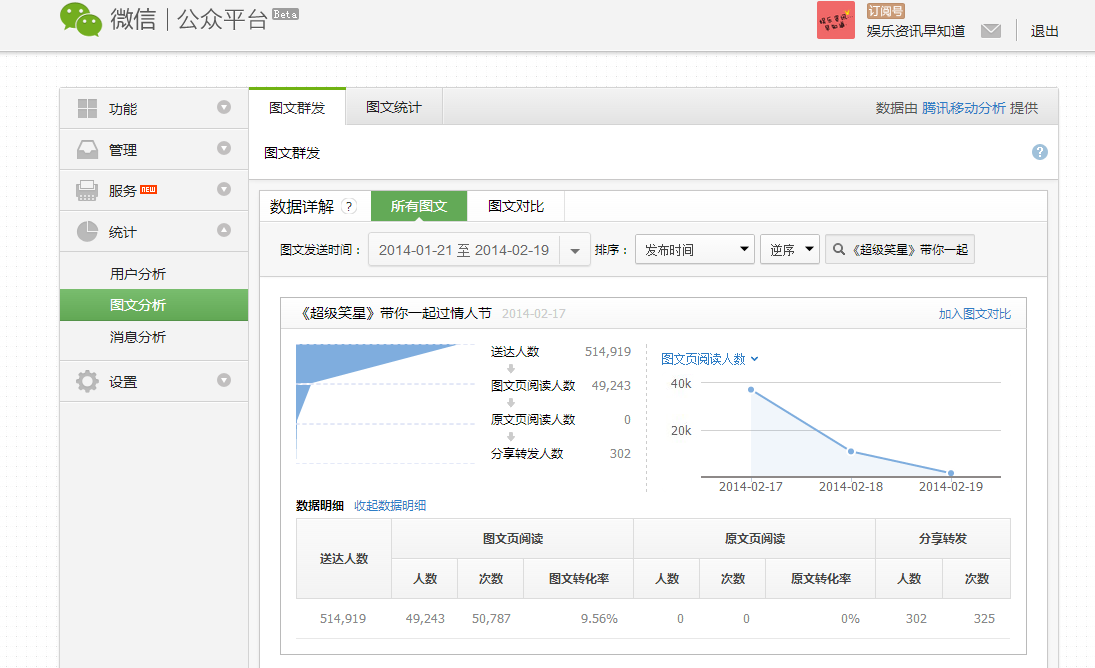 微信 | 公众平台 Beta
订阅号
娱乐资讯早知道
退出
功能
管理
服务 NEW
统计
用户分析
图文分析
消息分析
设置
图文群发 图文统计 数据由 腾讯移动分析 提供
图文群发 ?
数据详解 ? 所有图文 图文对比
图文发送时间： 2014-01-21 至 2014-02-19 排序： 发布时间 逆序 《超级笑星》带你一起
《超级笑星》带你一起过情人节 2014-02-17 加入图文对比
送达人数 514,919
图文页阅读人数 49,243
原文页阅读人数 0
分享转发人数 302
图文页阅读人数
40k
20k
2014-02-17 2014-02-18 2014-02-19
数据明细 收起数据明细
送达人数 图文页阅读 原文页阅读 分享转发
人数 次数 图文转化率 人数 次数 原文转化率 人数 次数
514,919 49,243 50,787 9.56% 0 0 0% 302 325